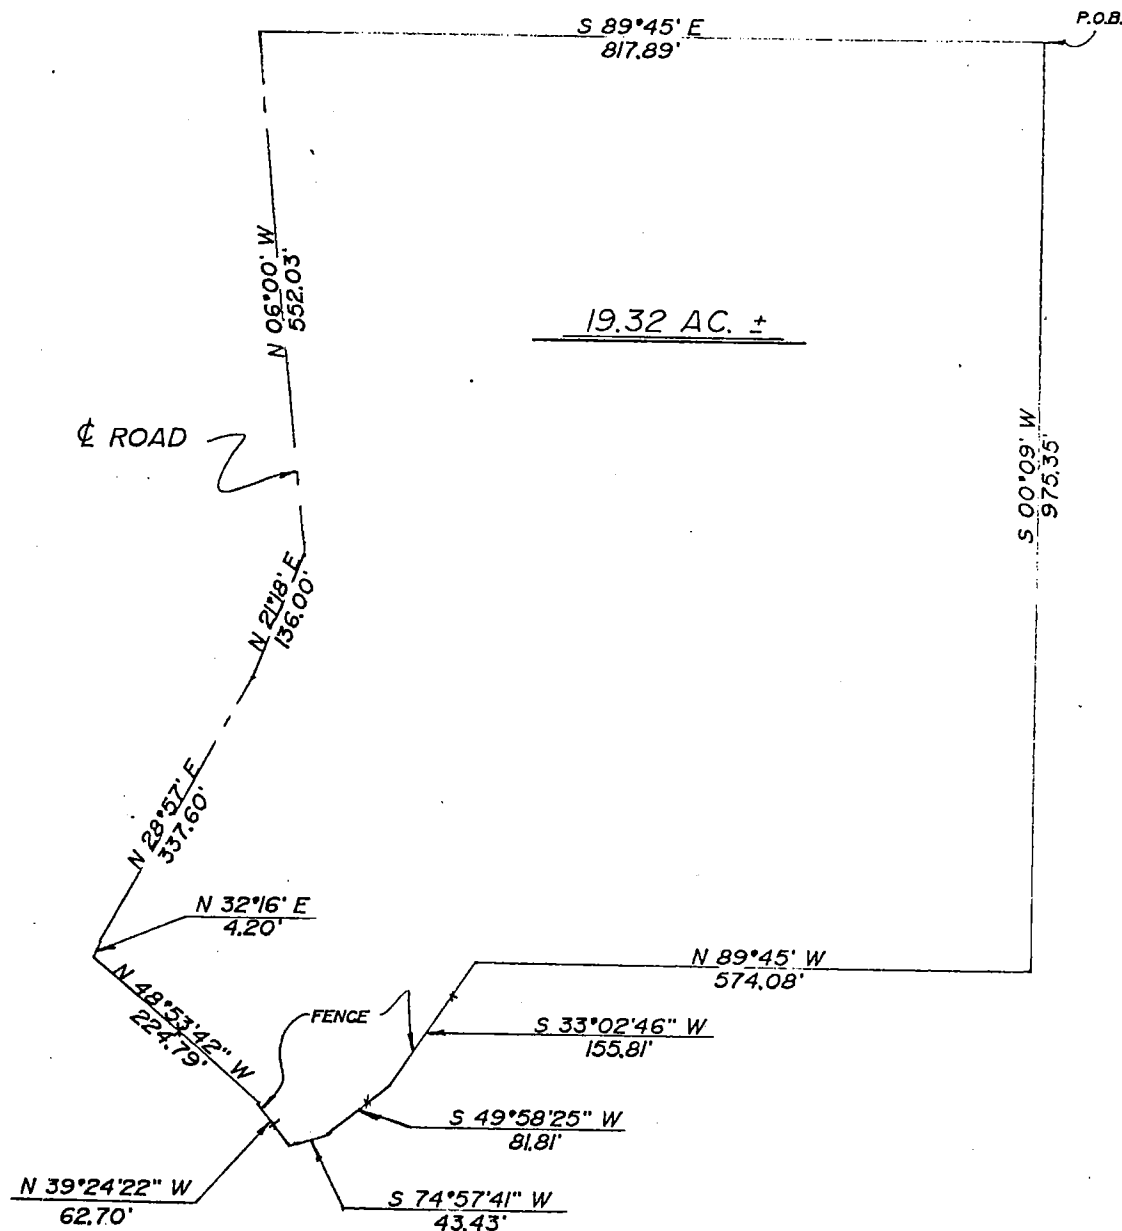 S 89°45' E
817.89'
P.O.B.
N 06°00' W
552.03'
19.32 AC. ±
℄ ROAD
S 00°09' W
975.35'
N 21°18' E
136.00'
N 28°57' E
337.60'
N 32°16' E
4.20'
N 89°45' W
574.08'
N 48°53'42" W
224.79'
FENCE
S 33°02'46" W
155.81'
S 49°58'25" W
81.81'
N 39°24'22" W
62.70'
S 74°57'41" W
43.43'